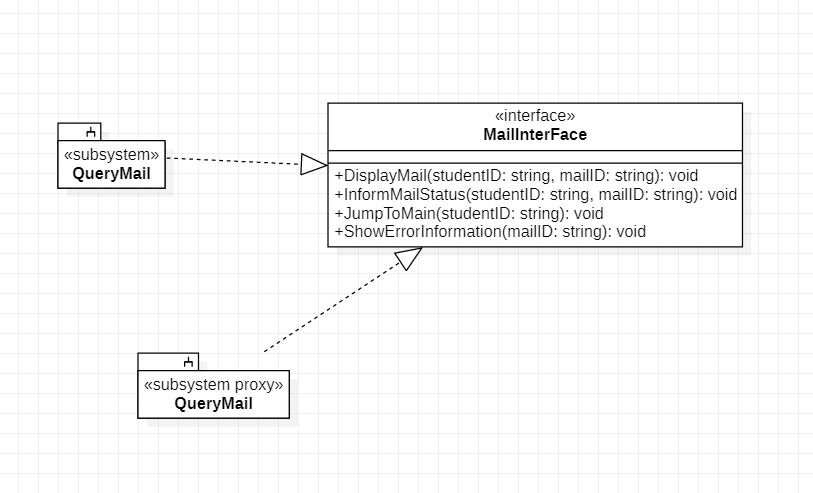 «interface»
MailInterFace
+DisplayMail(studentID: string, mailID: string): void
+InformMailStatus(studentID: string, mailID: string): void
+JumpToMain(studentID: string): void
+ShowErrorInformation(mailID: string): void
«subsystem»
QueryMail
«subsystem proxy»
QueryMail